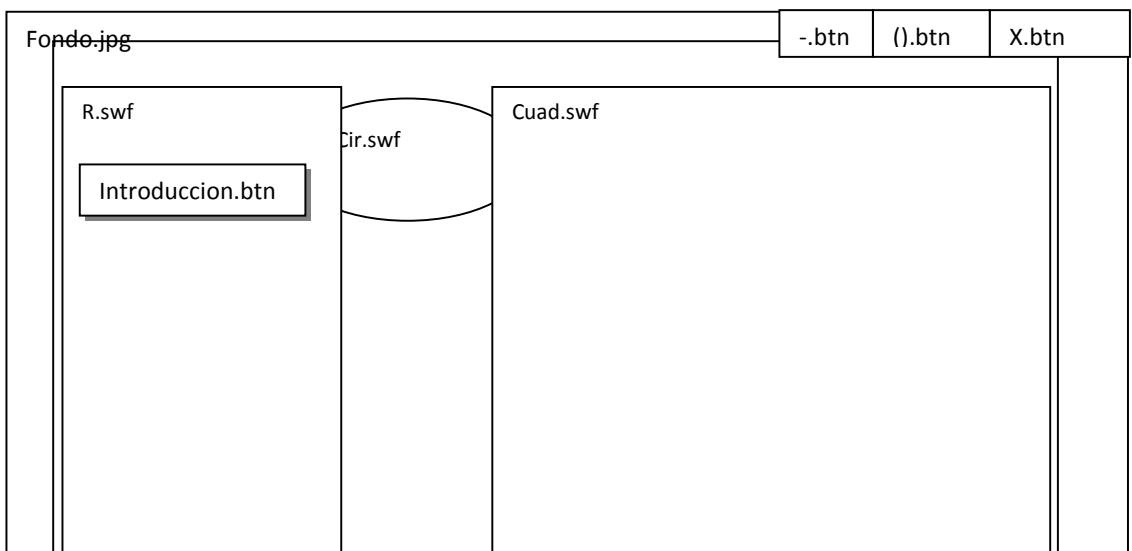 Fondo.jpg
-.btn
().btn
X.btn
R.swf
Cir.swf
Cuad.swf
Introduccion.btn